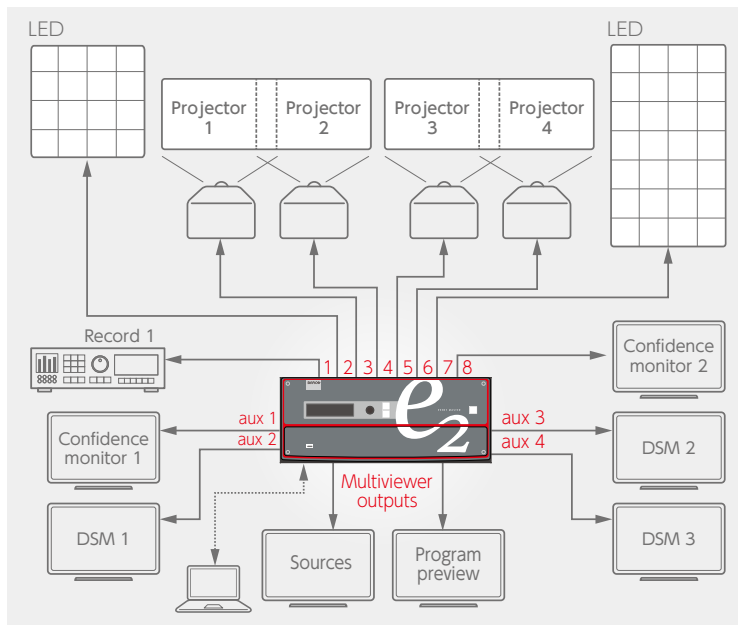 LED
LED
Projector
1
Projector
2
Projector
3
Projector
4
Record 1
8888
1 2 3 4 5 6 7 8
Confidence
monitor 2
e2
aux 1
aux 2
aux 3
aux 4
Confidence
monitor 1
DSM 2
Multiviewer
outputs
DSM 1
Sources
Program
preview
DSM 3